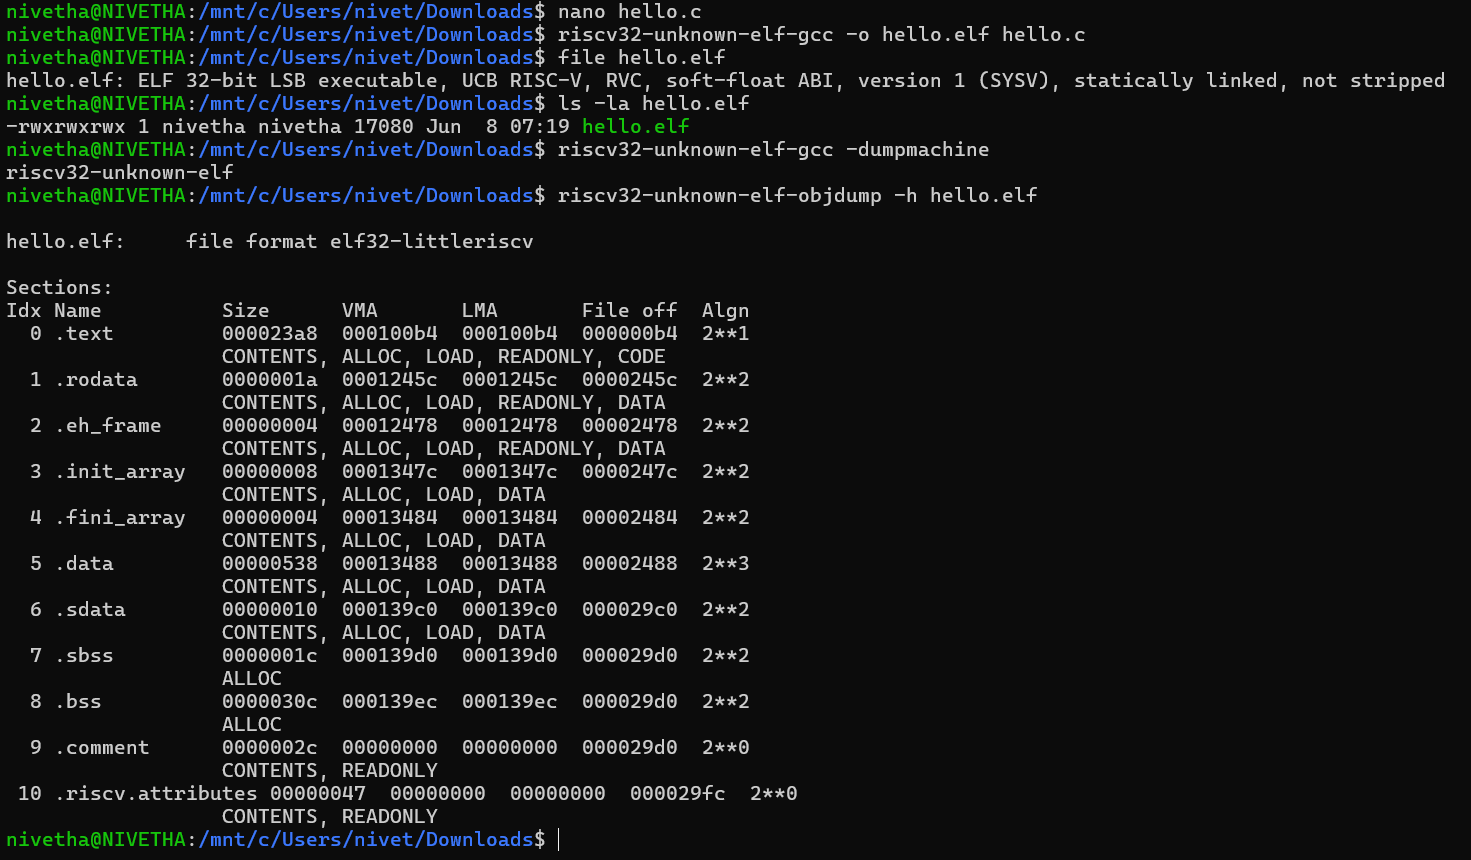 nivetha@NIVETHA:/mnt/c/Users/nivet/Downloads$ nano hello.c
nivetha@NIVETHA:/mnt/c/Users/nivet/Downloads$ riscv32-unknown-elf-gcc -o hello.elf hello.c
nivetha@NIVETHA:/mnt/c/Users/nivet/Downloads$ file hello.elf
hello.elf: ELF 32-bit LSB executable, UCB RISC-V, RVC, soft-float ABI, version 1 (SYSV), statically linked, not stripped
nivetha@NIVETHA:/mnt/c/Users/nivet/Downloads$ ls -la hello.elf
-rwxrwxrwx 1 nivetha nivetha 17080 Jun  8 07:19 hello.elf
nivetha@NIVETHA:/mnt/c/Users/nivet/Downloads$ riscv32-unknown-elf-gcc -dumpmachine
riscv32-unknown-elf
nivetha@NIVETHA:/mnt/c/Users/nivet/Downloads$ riscv32-unknown-elf-objdump -h hello.elf

hello.elf:     file format elf32-littleriscv

Sections:
Idx Name          Size      VMA       LMA       File off  Algn
  0 .text         000023a8  000100b4  000100b4  000000b4  2**1
                  CONTENTS, ALLOC, LOAD, READONLY, CODE
  1 .rodata       0000001a  0001245c  0001245c  0000245c  2**2
                  CONTENTS, ALLOC, LOAD, READONLY, DATA
  2 .eh_frame     00000004  00012478  00012478  00002478  2**2
                  CONTENTS, ALLOC, LOAD, READONLY, DATA
  3 .init_array   00000008  0001347c  0001347c  0000247c  2**2
                  CONTENTS, ALLOC, LOAD, DATA
  4 .fini_array   00000004  00013484  00013484  00002484  2**2
                  CONTENTS, ALLOC, LOAD, DATA
  5 .data         00000538  00013488  00013488  00002488  2**3
                  CONTENTS, ALLOC, LOAD, DATA
  6 .sdata        00000010  000139c0  000139c0  000029c0  2**2
                  CONTENTS, ALLOC, LOAD, DATA
  7 .sbss         0000001c  000139d0  000139d0  000029d0  2**2
                  ALLOC
  8 .bss          0000030c  000139ec  000139ec  000029d0  2**2
                  ALLOC
  9 .comment      0000002c  00000000  00000000  000029d0  2**0
                  CONTENTS, READONLY
 10 .riscv.attributes 00000047  00000000  00000000  000029fc  2**0
                  CONTENTS, READONLY
nivetha@NIVETHA:/mnt/c/Users/nivet/Downloads$